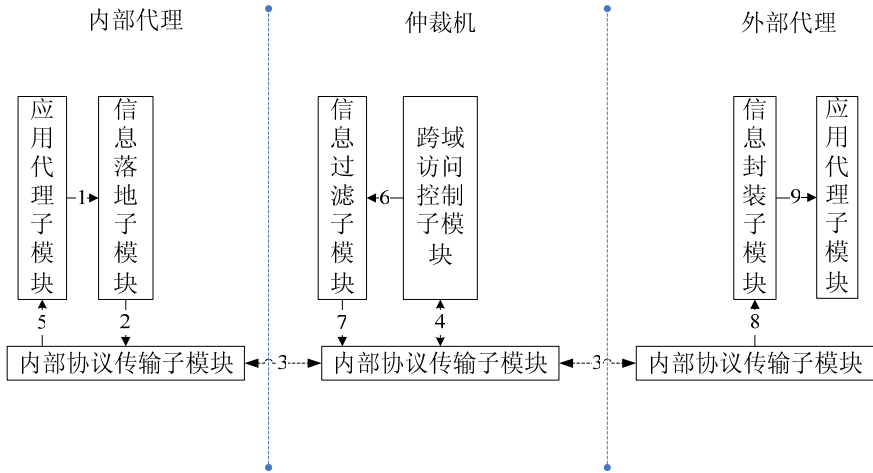 内部代理
仲裁机
外部代理
应用代理子模块
1
信息落地子模块
信息过滤子模块
6
跨域访问控制子模块
信息封装子模块
9
应用代理子模块
5
2
7
4
8
内部协议传输子模块
3
内部协议传输子模块
3
内部协议传输子模块